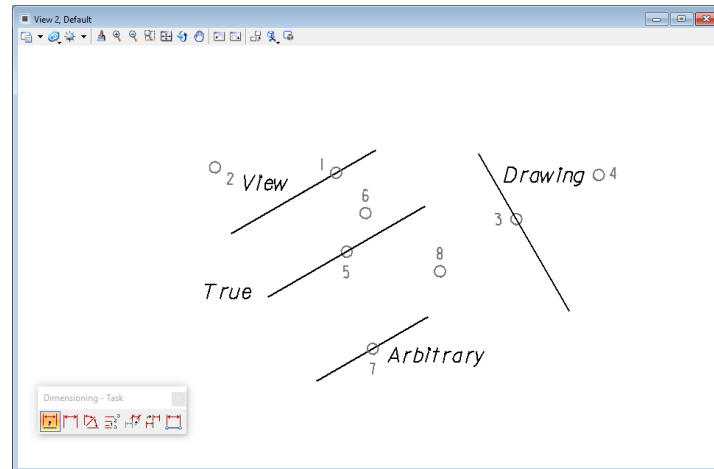 View 2, Default
1
2 View
Drawing 4
6
3
5
8
True
7
Arbitrary
Dimensioning - Task